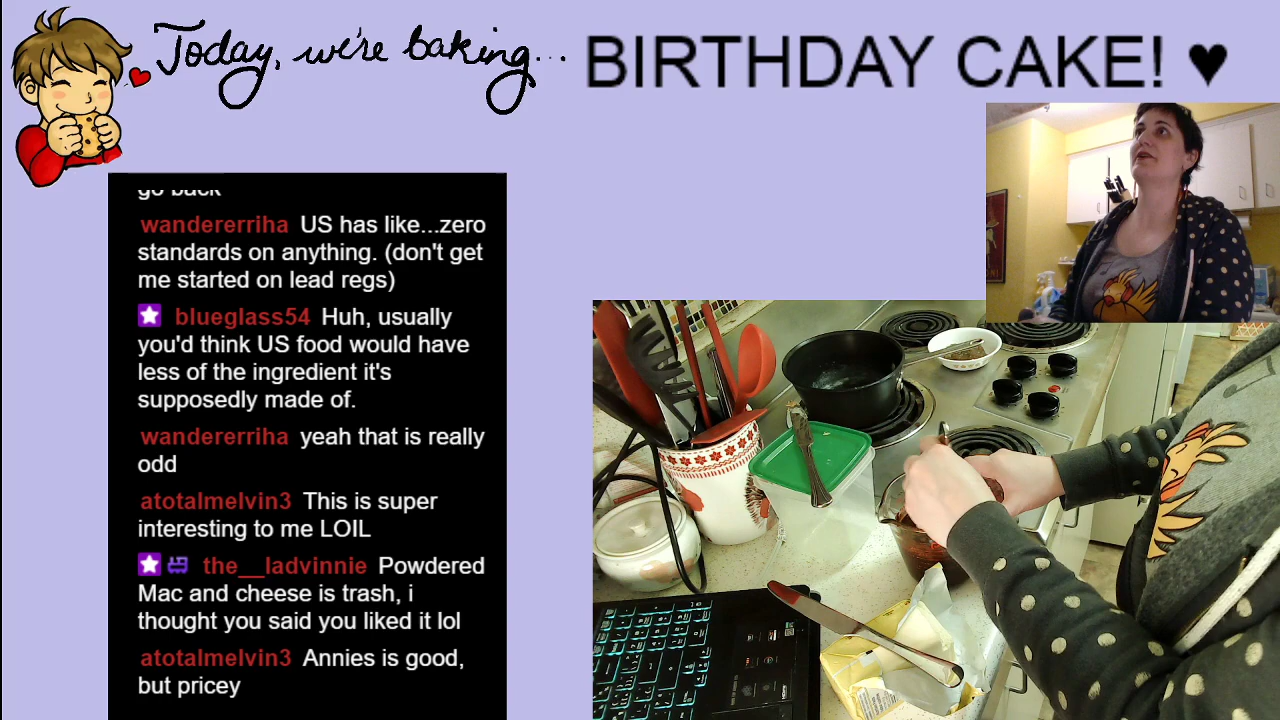 Today, we're baking... BIRTHDAY CAKE! ♥
go back
wandererriha US has like...zero
standards on anything. (don't get
me started on lead regs)
blueglass54 Huh, usually
you'd think US food would have
less of the ingredient it's
supposedly made of.
wandererriha yeah that is really
odd
atotalmelvin3 This is super
interesting to me LOIL
the__ladvinnie Powdered
Mac and cheese is trash, i
thought you said you liked it lol
atotalmelvin3 Annies is good,
but pricey